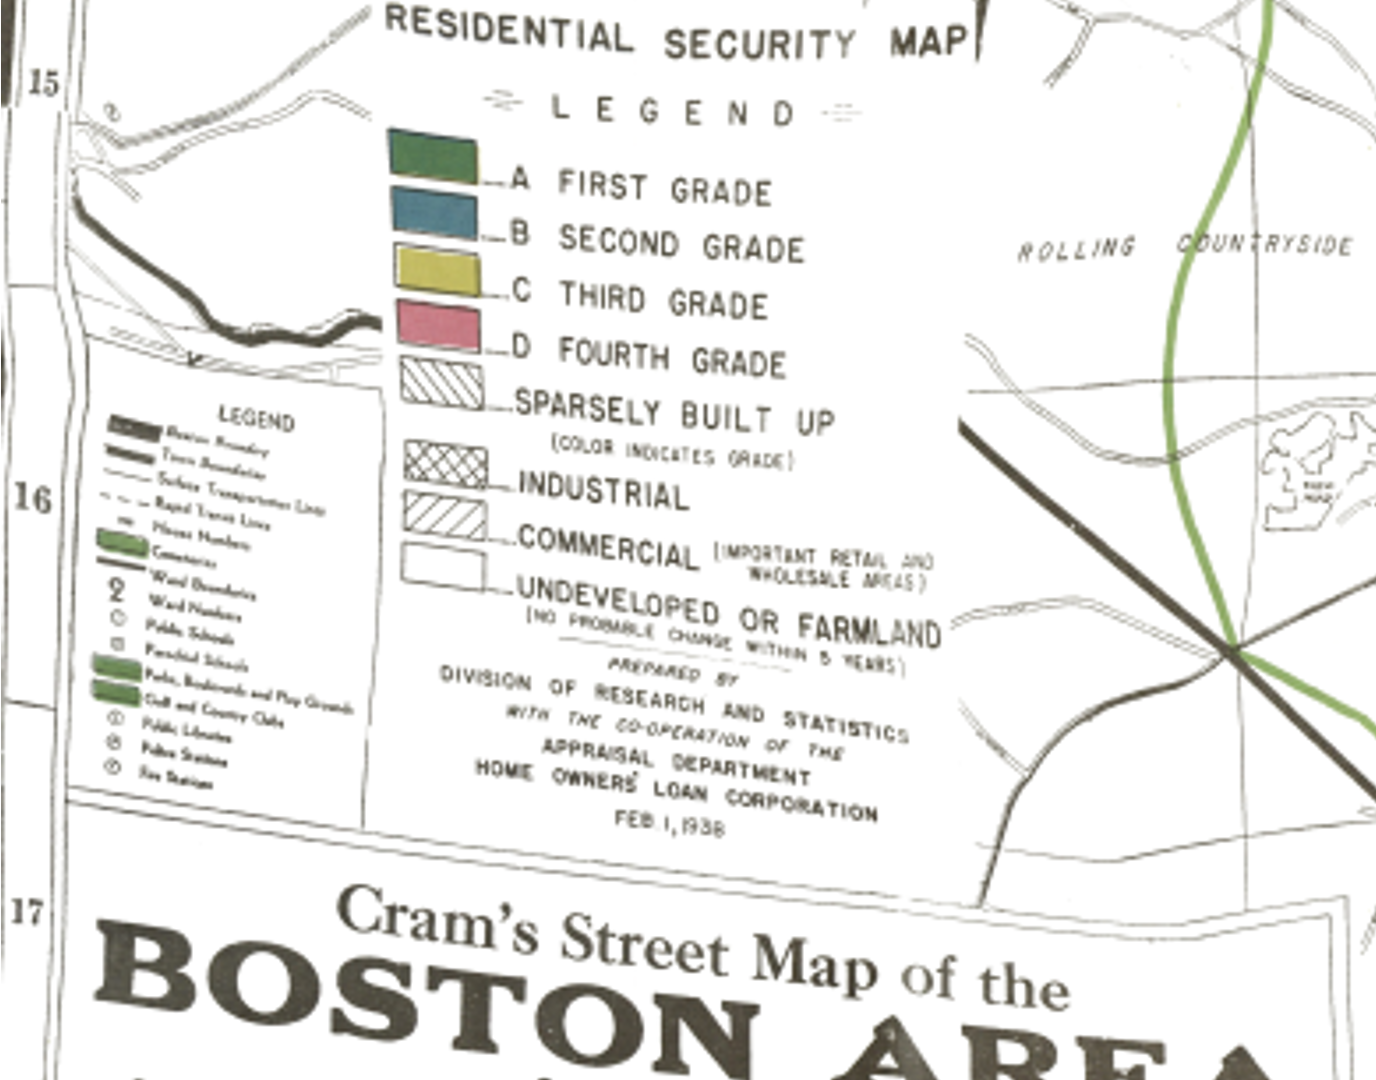 RESIDENTIAL SECURITY MAP
LEGEND
A FIRST GRADE
B SECOND GRADE
C THIRD GRADE
D FOURTH GRADE
SPARSELY BUILT UP
(COLOR INDICATES GRADE)
INDUSTRIAL
COMMERCIAL (IMPORTANT RETAIL AND
WHOLESALE AREAS)
UNDEVELOPED OR FARMLAND
(NO PROBABLE CHANGE WITHIN 5 YEARS)
PREPARED BY
DIVISION OF RESEARCH AND STATISTICS
WITH THE CO-OPERATION OF THE
APPRAISAL DEPARTMENT
HOME OWNERS' LOAN CORPORATION
FEB. 1, 1938
ROLLING COUNTRYSIDE
15
16
17
LEGEND
Boston Boundary
Town Boundaries
Surface Transportation Lines
Rapid Transit Lines
House Numbers
Cemeteries
Ward Boundaries
Ward Numbers
Public Schools
Parochial Schools
Parks, Boulevards and Play Grounds
Golf and Country Clubs
Public Libraries
Police Stations
Fire Stations
Cram's Street Map of the
BOSTON AREA